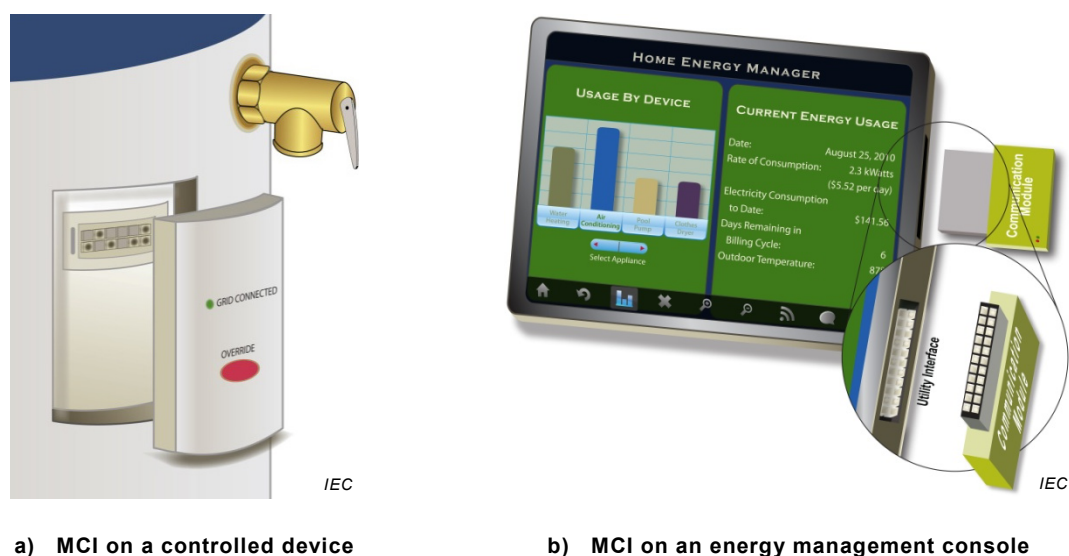 GRID CONNECTED
OVERRIDE
IEC
a) MCI on a controlled device
HOME ENERGY MANAGER
USAGE BY DEVICE
Water
Heating
Air
Conditioning
Pool
Pump
Clothes
Dryer
Select Appliance
CURRENT ENERGY USAGE
Date: August 25, 2010
Rate of Consumption: 2.3 kWatts
($5.52 per day)
Electricity Consumption
to Date: $141.56
Days Remaining in
Billing Cycle: 6
Outdoor Temperature:
Communication
Module
Utility Interface
Communication
Module
IEC
b) MCI on an energy management console